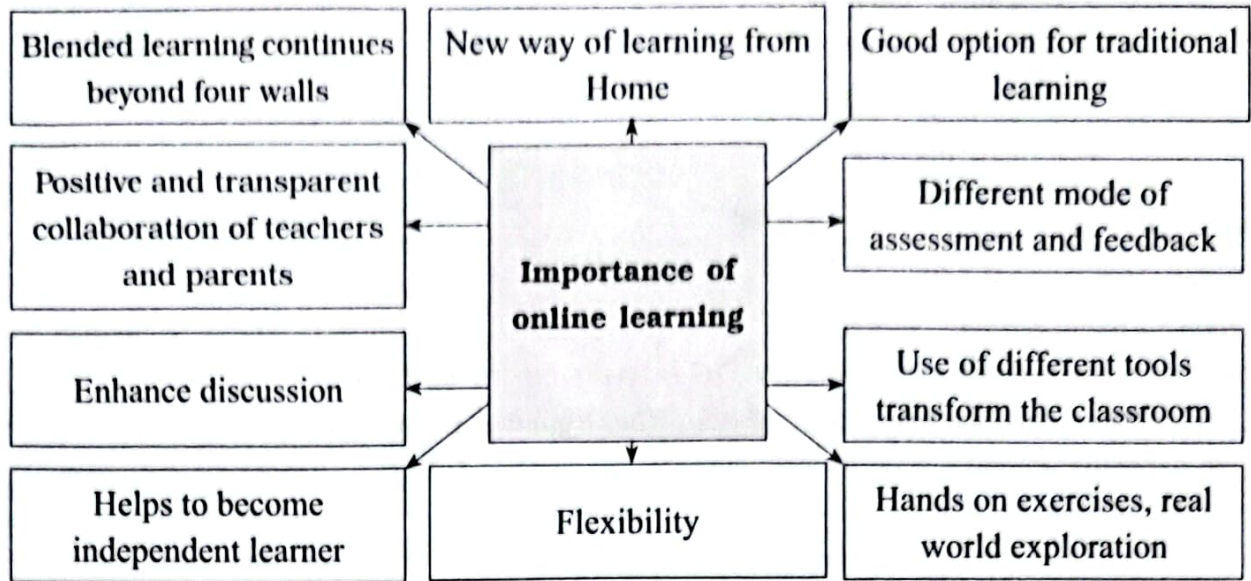 Blended learning continues
beyond four walls
New way of learning from
Home
Good option for traditional
learning
Positive and transparent
collaboration of teachers
and parents
Importance of
online learning
Different mode of
assessment and feedback
Enhance discussion
Use of different tools
transform the classroom
Helps to become
independent learner
Flexibility
Hands on exercises, real
world exploration